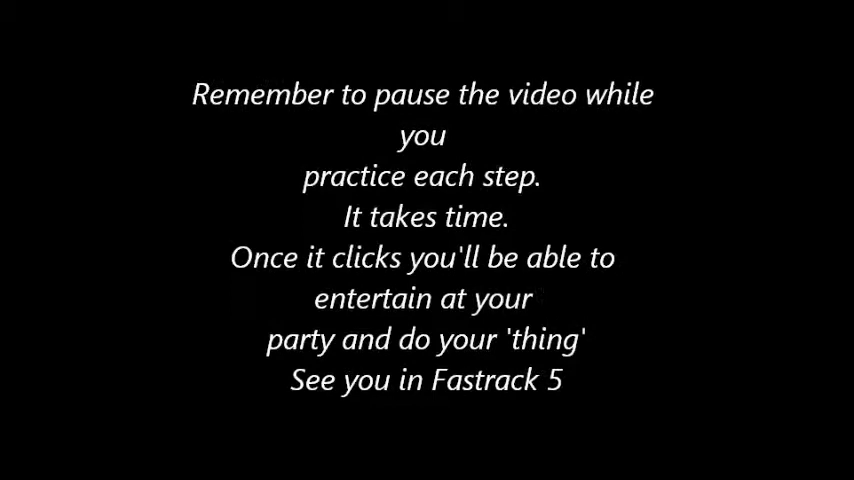 Remember to pause the video while
you
practice each step.
It takes time.
Once it clicks you'll be able to
entertain at your
party and do your 'thing'
See you in Fastrack 5